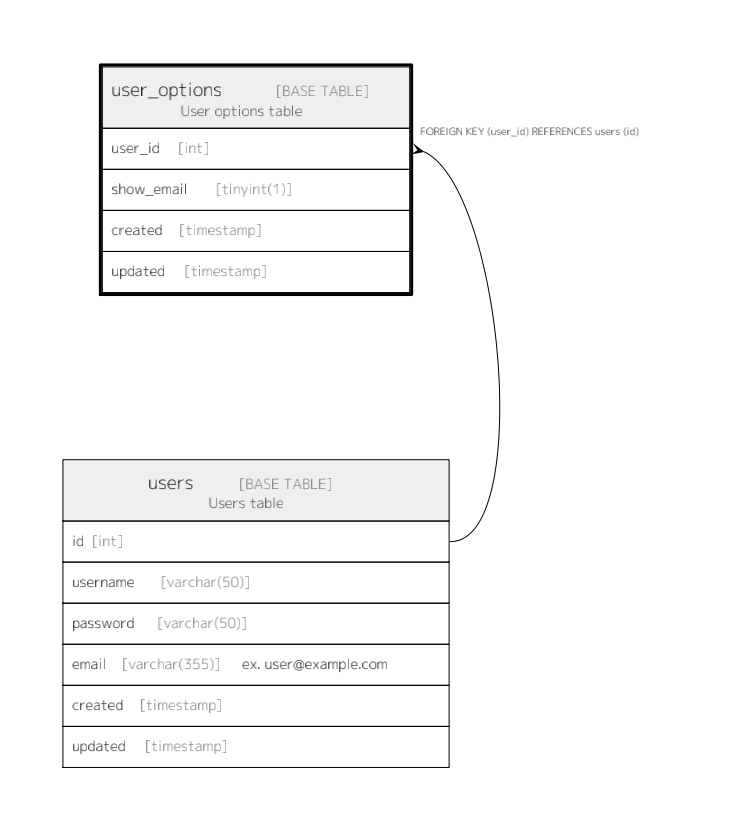 user_options [BASE TABLE]
User options table
FOREIGN KEY (user_id) REFERENCES users (id)
user_id [int]
show_email [tinyint(1)]
created [timestamp]
updated [timestamp]
users [BASE TABLE]
Users table
id [int]
username [varchar(50)]
password [varchar(50)]
email [varchar(355)] ex. user@example.com
created [timestamp]
updated [timestamp]